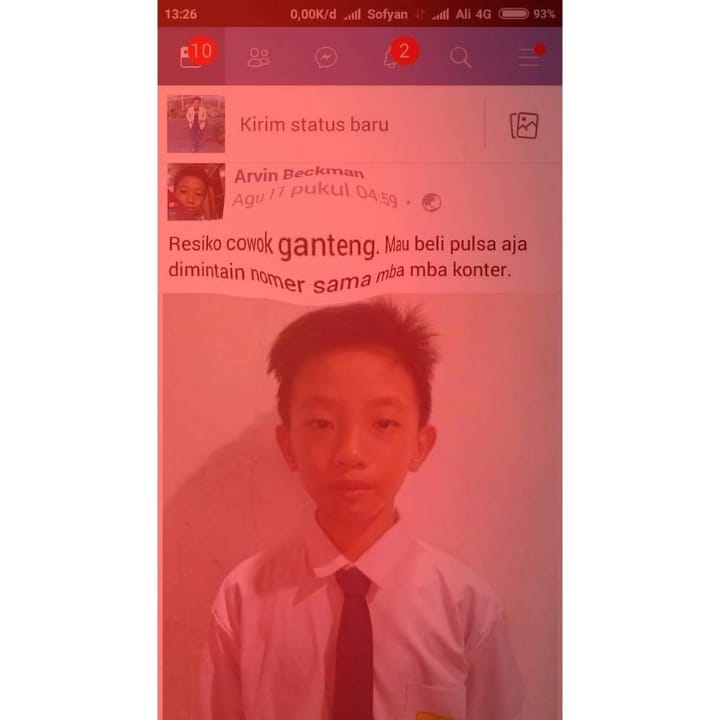 13:26 0,00K/d Sofyan Ali 4G 93%
10 2
Kirim status baru
Arvin Beckman
Agu 11 pukul 04:59
Resiko cowok ganteng. Mau beli pulsa aja
dimintain nomer sama mba mba konter.